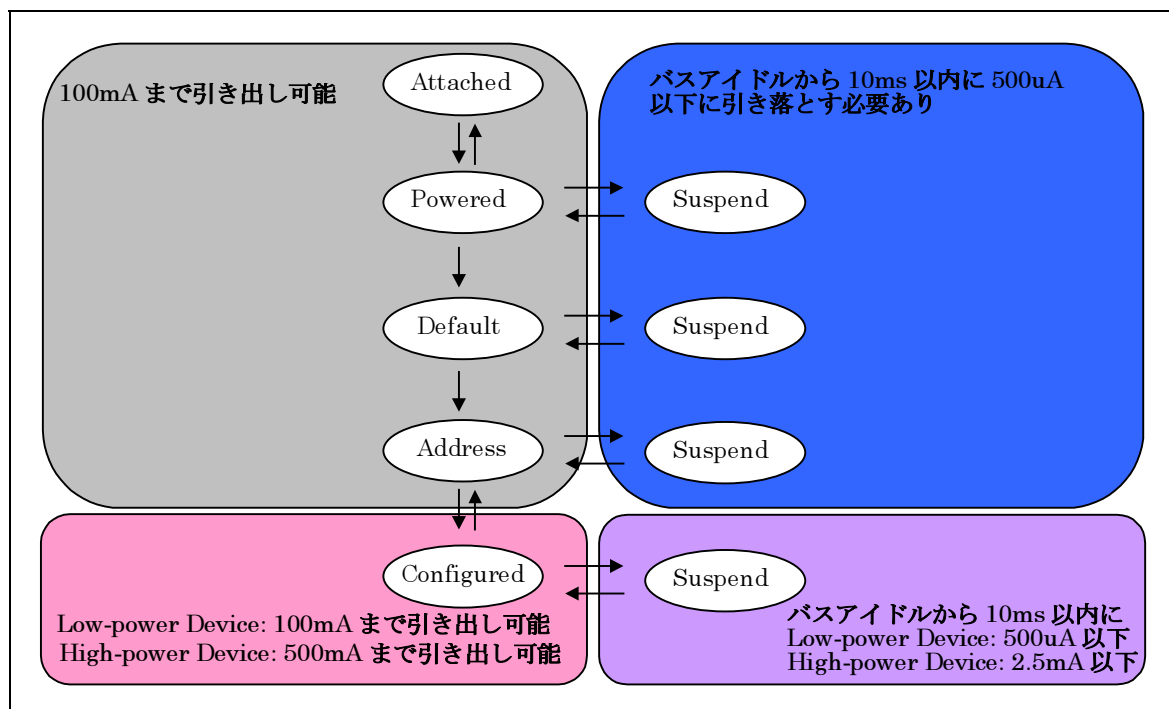 100mA まで引き出し可能
Attached
バスアイドルから 10ms 以内に 500uA
以下に引き落とす必要あり
Powered
Suspend
Default
Suspend
Address
Suspend
Configured
Suspend
Low-power Device: 100mA まで引き出し可能
High-power Device: 500mA まで引き出し可能
バスアイドルから 10ms 以内に
Low-power Device: 500uA 以下
High-power Device: 2.5mA 以下